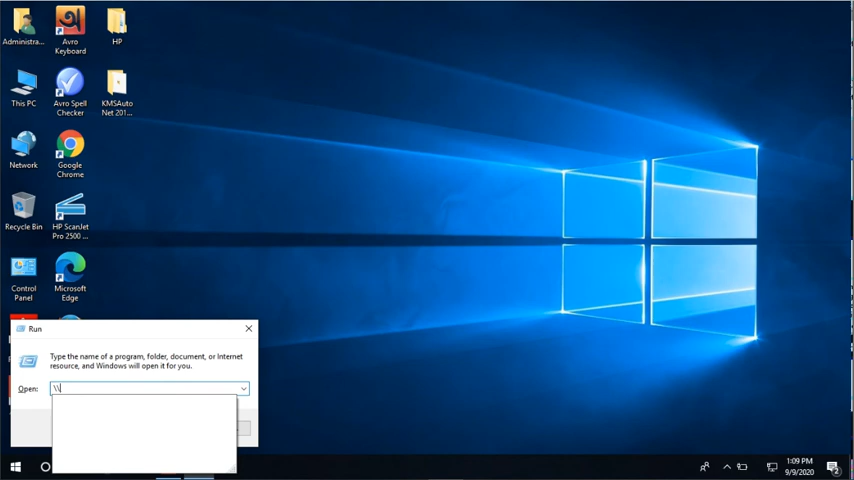 Administra...
Avro
Keyboard
HP
This PC
Avro Spell
Checker
KMSAuto
Net 201...
Network
Google
Chrome
Recycle Bin
HP ScanJet
Pro 2500 ...
Control
Panel
Microsoft
Edge
Run
Type the name of a program, folder, document, or Internet
resource, and Windows will open it for you.
Open:
\\
1:09 PM
9/9/2020
2